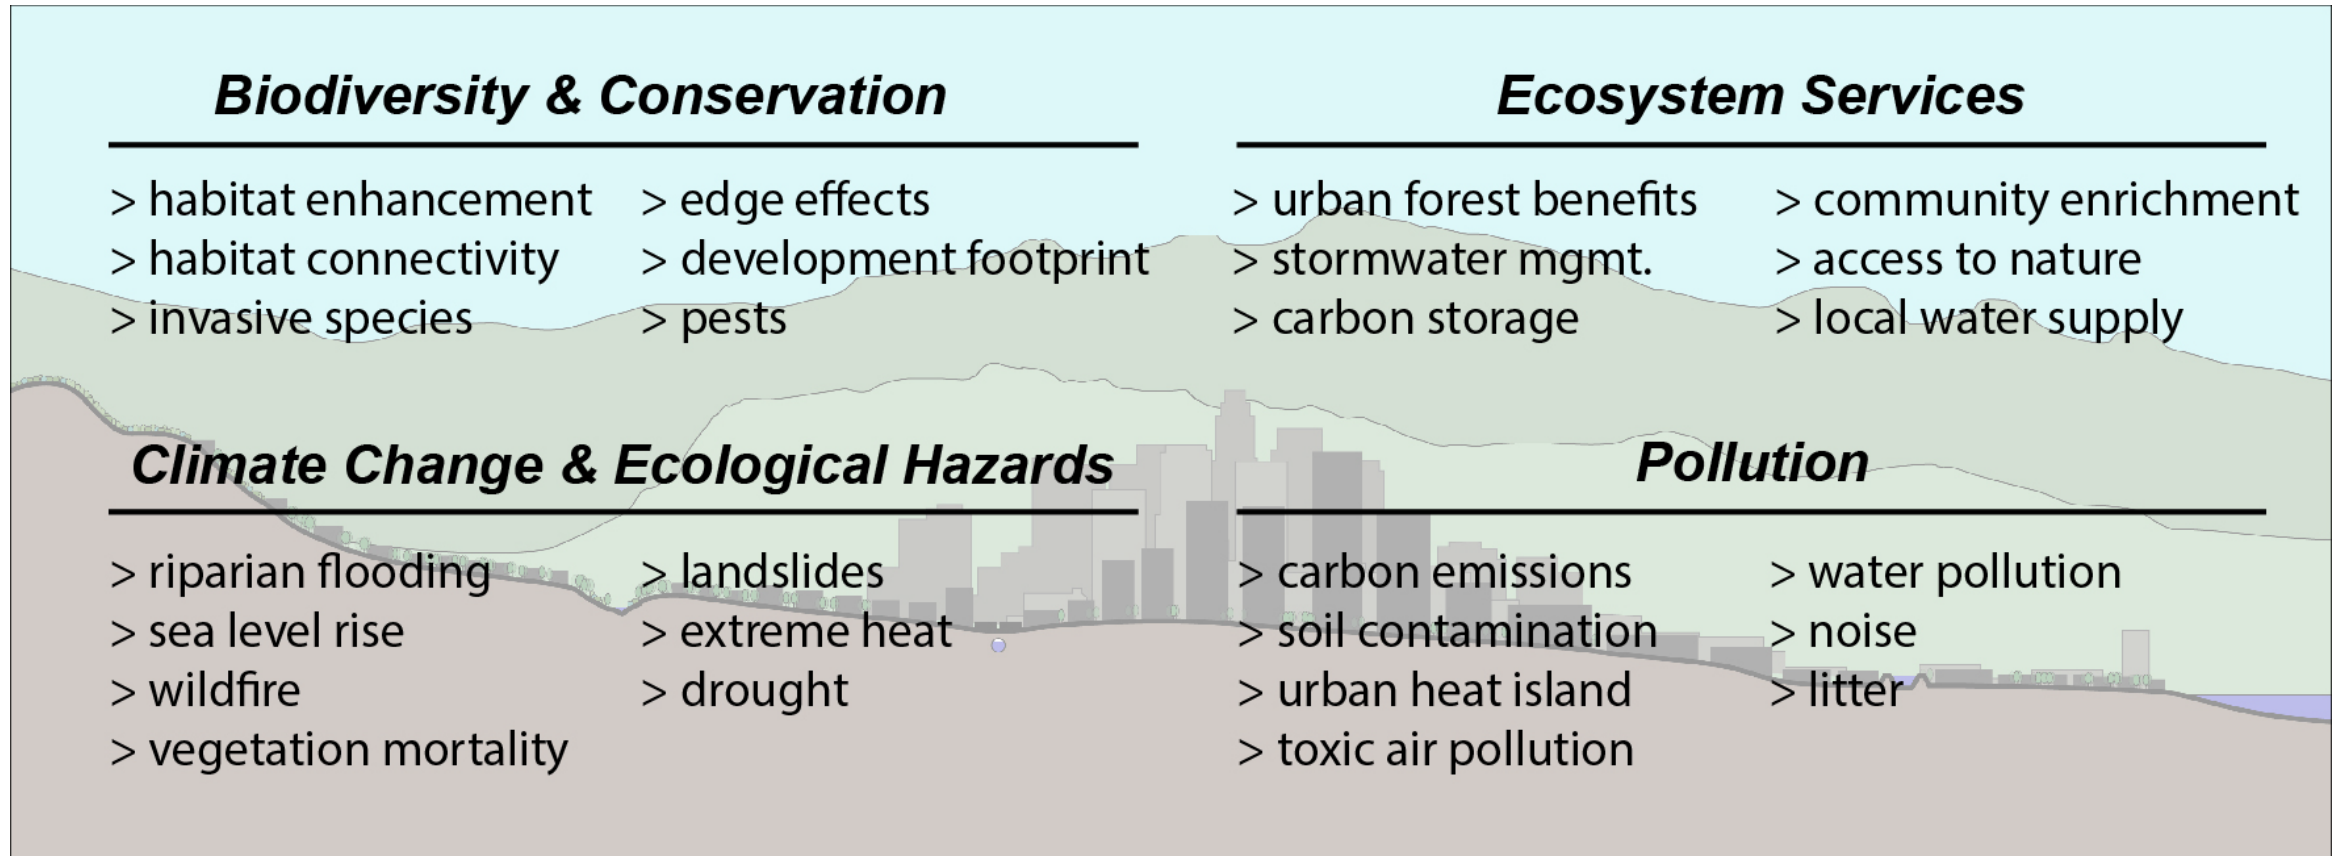 Biodiversity & Conservation
> habitat enhancement
> habitat connectivity
> invasive species
> edge effects
> development footprint
> pests
Ecosystem Services
> urban forest benefits
> stormwater mgmt.
> carbon storage
> community enrichment
> access to nature
> local water supply
Climate Change & Ecological Hazards
> riparian flooding
> sea level rise
> wildfire
> vegetation mortality
> landslides
> extreme heat
> drought
Pollution
> carbon emissions
> soil contamination
> urban heat island
> toxic air pollution
> water pollution
> noise
> litter